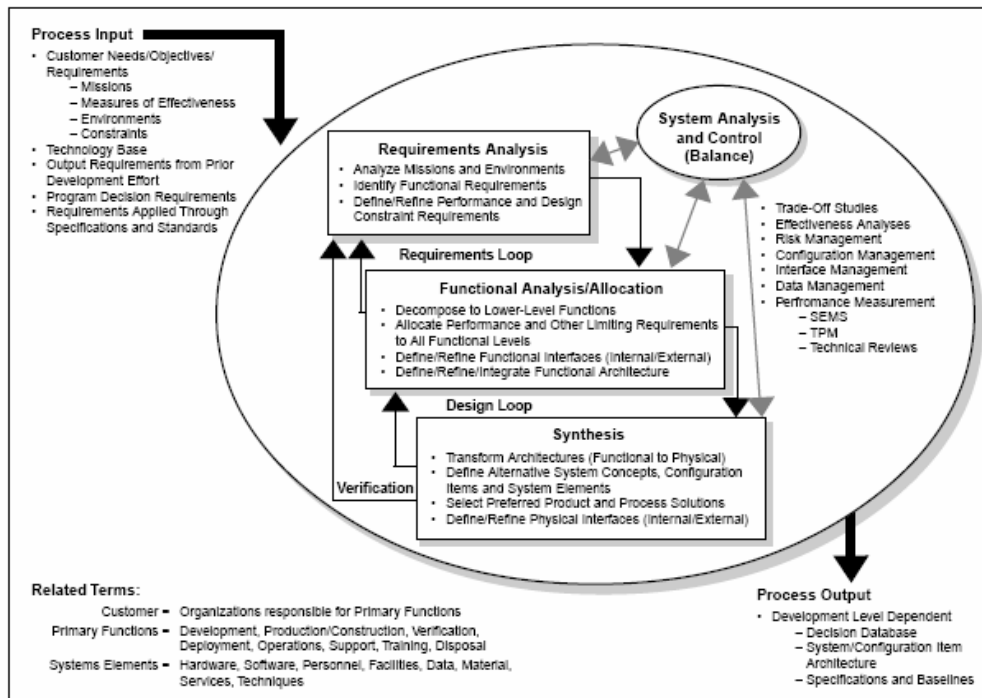 Process Input
• Customer Needs/Objectives/
Requirements
– Missions
– Measures of Effectiveness
– Environments
– Constraints
• Technology Base
• Output Requirements from Prior
Development Effort
• Program Decision Requirements
• Requirements Applied Through
Specifications and Standards
System Analysis
and Control
(Balance)
Requirements Analysis
• Analyze Missions and Environments
• Identify Functional Requirements
• Define/Refine Performance and Design
Constraint Requirements
• Trade-Off Studies
• Effectiveness Analyses
• Risk Management
• Configuration Management
• Interface Management
• Data Management
• Perfromance Measurement
– SEMS
– TPM
– Technical Reviews
Requirements Loop
Functional Analysis/Allocation
• Decompose to Lower-Level Functions
• Allocate Performance and Other Limiting Requirements
to All Functional Levels
• Define/Refine Functional Interfaces (Internal/External)
• Define/Refine/Integrate Functional Architecture
Design Loop
Synthesis
• Transform Architectures (Functional to Physical)
• Define Alternative System Concepts, Configuration
Items and System Elements
• Select Preferred Product and Process Solutions
• Define/Refine Physical Interfaces (Internal/External)
Verification
Related Terms:
Customer = Organizations responsible for Primary Functions
Primary Functions = Development, Production/Construction, Verification,
Deployment, Operations, Support, Training, Disposal
Systems Elements = Hardware, Software, Personnel, Facilities, Data, Material,
Services, Techniques
Process Output
• Development Level Dependent
– Decision Database
– System/Configuration Item
Architecture
– Specifications and Baselines